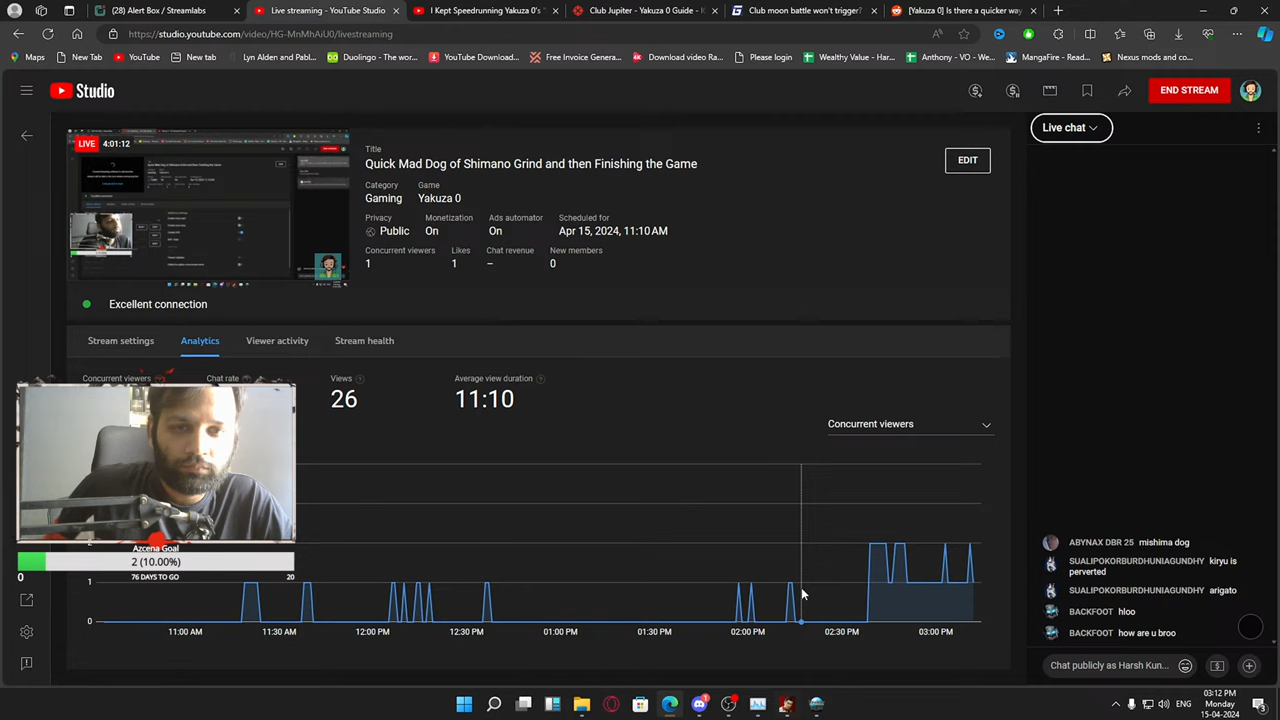 (28) Alert Box / Streamlabs
Live streaming - YouTube Studio
I Kept Speedrunning Yakuza 0's
Club Jupiter - Yakuza 0 Guide - I
Club moon battle won't trigger?
[Yakuza 0] Is there a quicker way
https://studio.youtube.com/video/HG-MnMhAiU0/livestreaming
Maps
New Tab
YouTube
New tab
Lyn Alden and Pabl...
Duolingo - The wor...
YouTube Download...
Free Invoice Genera...
Download video Ra...
Please login
Wealthy Value - Har...
Anthony - VO - We...
MangaFire - Read...
Nexus mods and co...
Studio
END STREAM
LIVE 4:01:12
Title
Quick Mad Dog of Shimano Grind and then Finishing the Game
EDIT
Category
Game
Gaming
Yakuza 0
Privacy
Monetization
Ads automator
Scheduled for
Public
On
On
Apr 15, 2024, 11:10 AM
Concurrent viewers
Likes
Chat revenue
New members
1
1
–
0
Excellent connection
Stream settings
Analytics
Viewer activity
Stream health
Concurrent viewers
Chat rate
Views
Average view duration
26
11:10
Concurrent viewers
2
1
0
11:00 AM
11:30 AM
12:00 PM
12:30 PM
01:00 PM
01:30 PM
02:00 PM
02:30 PM
03:00 PM
Azcena Goal
2 (10.00%)
0
76 DAYS TO GO
20
Live chat
ABYNAX DBR 25 mishima dog
SUALIPOKORBURDHUNIAGUNDHY kiryu is
perverted
SUALIPOKORBURDHUNIAGUNDHY arigato
BACKFOOT hloo
BACKFOOT how are u broo
Chat publicly as Harsh Kun...
ENG
03:12 PM
Monday
15-04-2024